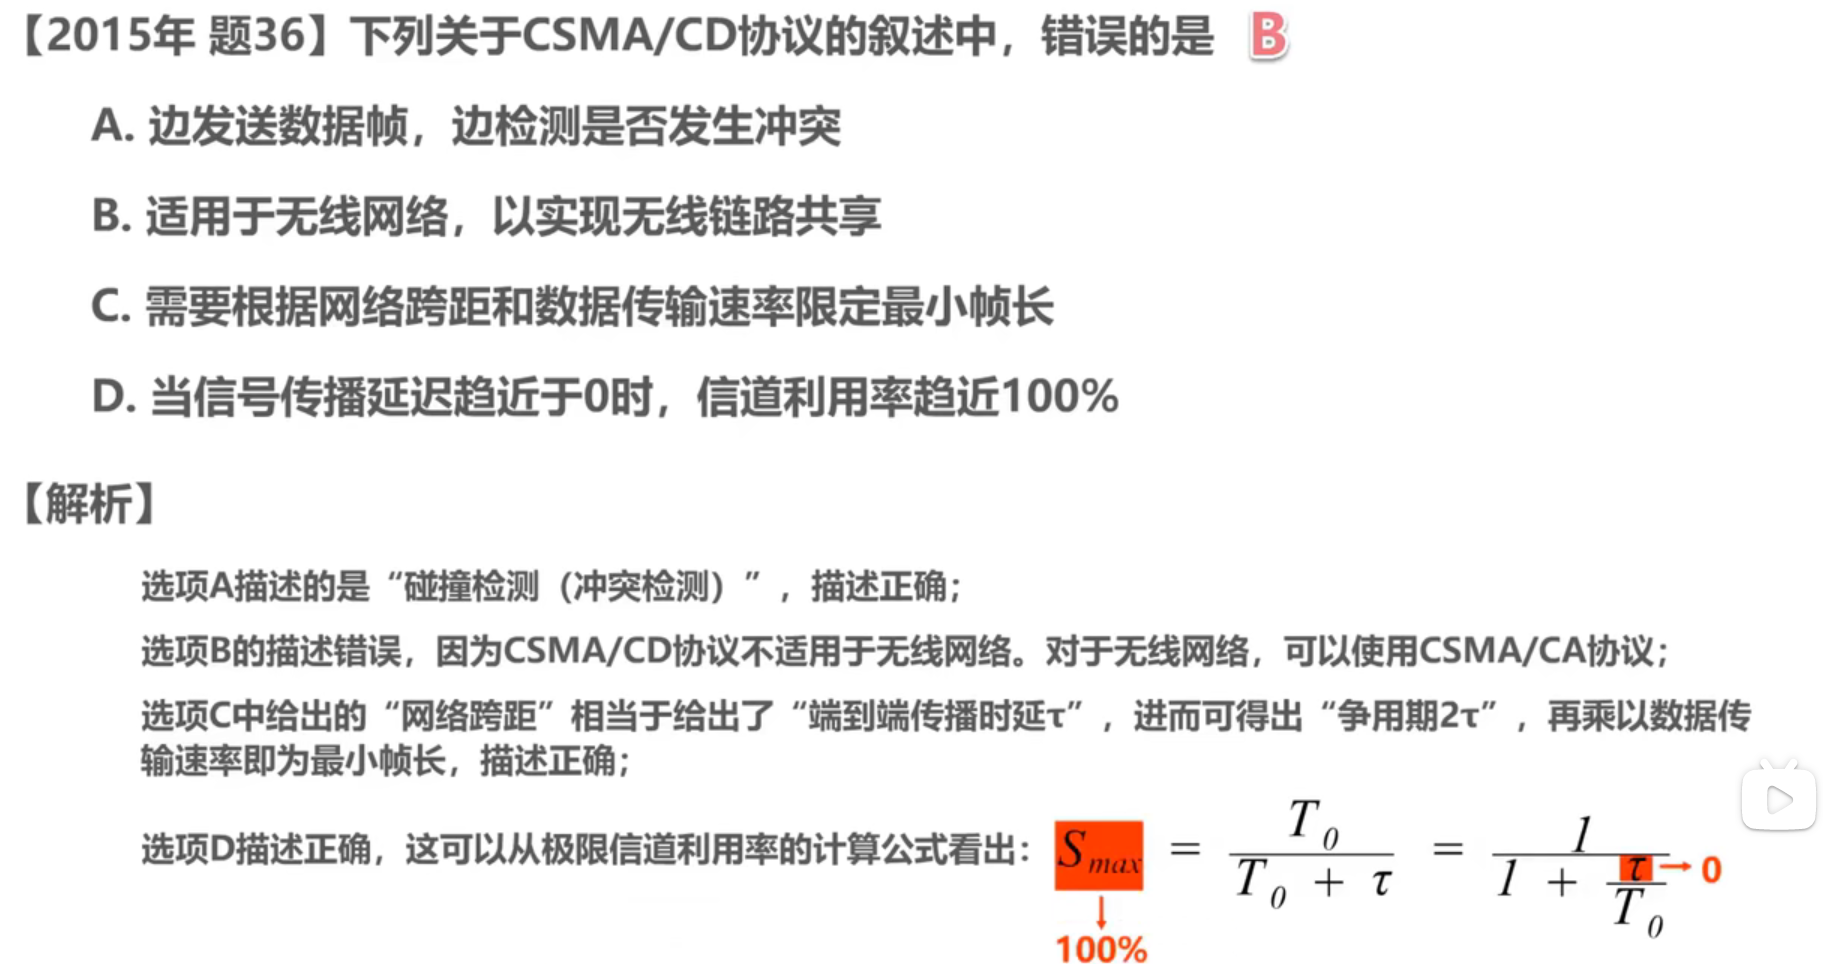 【2015年 题36】下列关于CSMA/CD协议的叙述中，错误的是 B
A. 边发送数据帧，边检测是否发生冲突
B. 适用于无线网络，以实现无线链路共享
C. 需要根据网络跨距和数据传输速率限定最小帧长
D. 当信号传播延迟趋近于0时，信道利用率趋近100%
【解析】
选项A描述的是“碰撞检测（冲突检测）”，描述正确；
选项B的描述错误，因为CSMA/CD协议不适用于无线网络。对于无线网络，可以使用CSMA/CA协议；
选项C中给出的“网络跨距”相当于给出了“端到端传播时延τ”，进而可得出“争用期2τ”，再乘以数据传
输速率即为最小帧长，描述正确；
选项D描述正确，这可以从极限信道利用率的计算公式看出： S_max = T_0 / (T_0 + τ) = 1 / (1 + τ/T_0) → 0
↓
100%